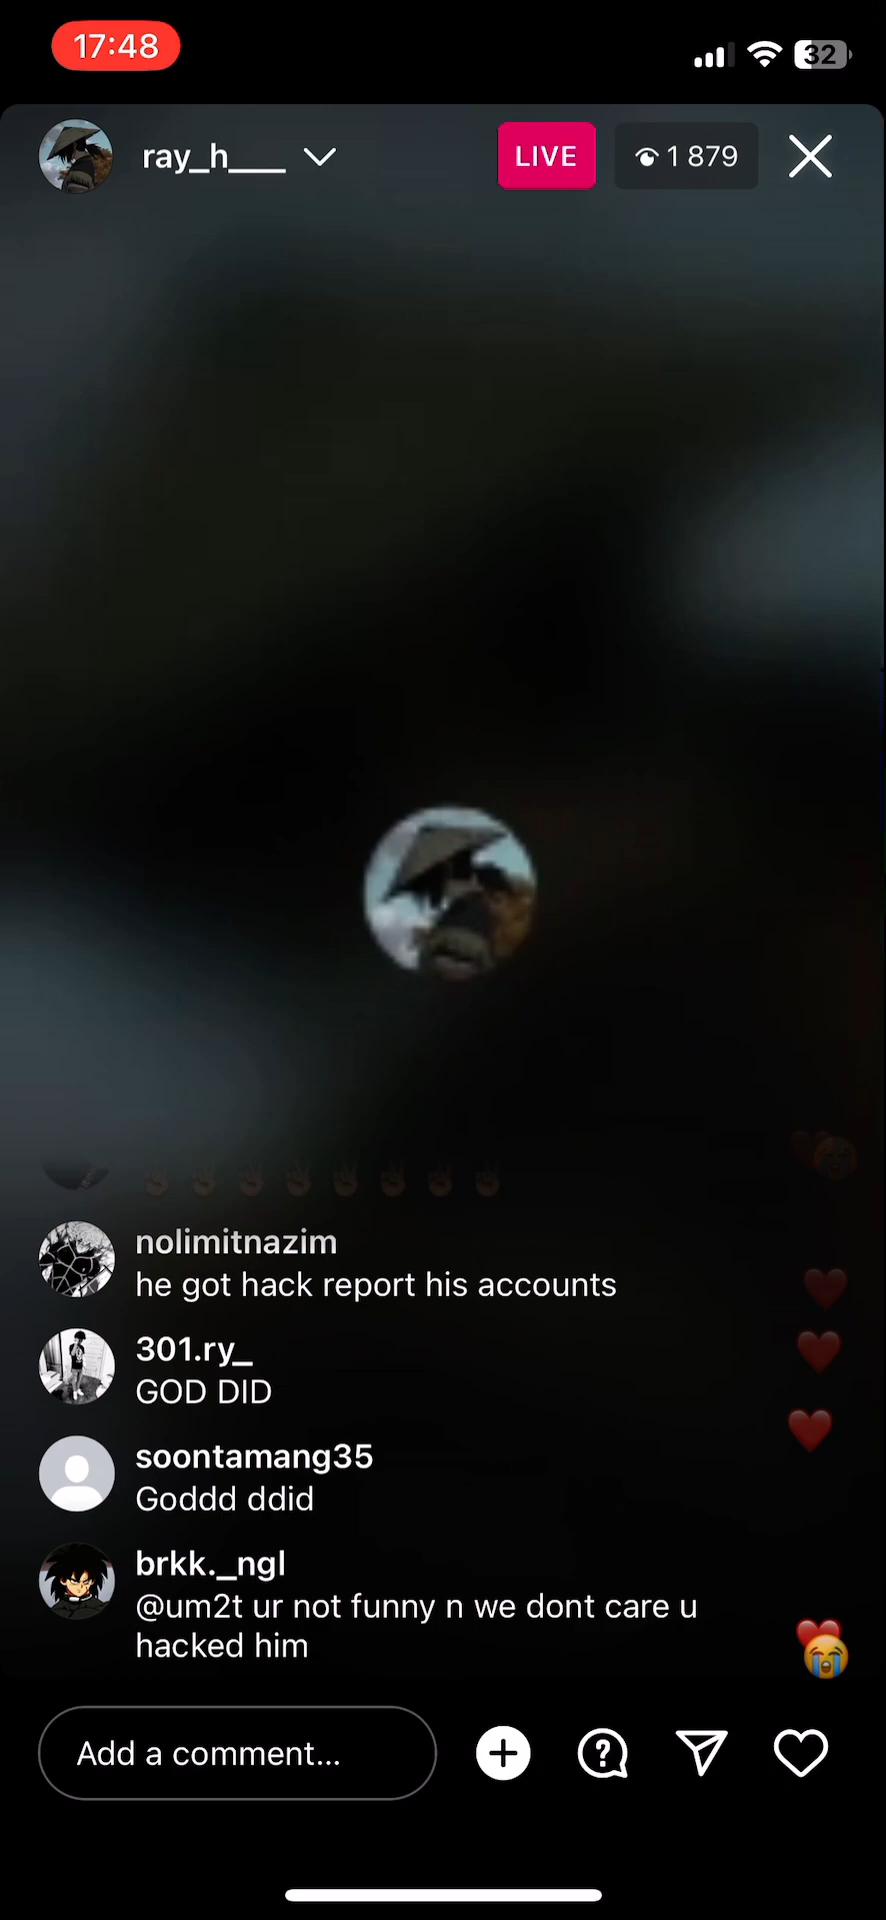 17:48
32
ray_h____
LIVE
1 879
nolimitnazim
he got hack report his accounts
301.ry_
GOD DID
soontamang35
Goddd ddid
brkk._ngl
@um2t ur not funny n we dont care u
hacked him
Add a comment...